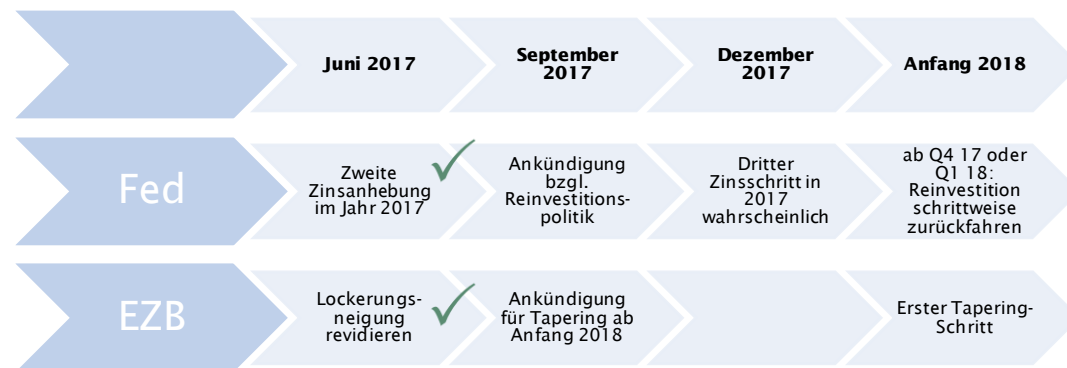 Juni 2017
September
2017
Dezember
2017
Anfang 2018
Fed
Zweite
Zinsanhebung
im Jahr 2017
Ankündigung
bzgl.
Reinvestitions-
politik
Dritter
Zinsschritt in
2017
wahrscheinlich
ab Q4 17 oder
Q1 18:
Reinvestition
schrittweise
zurückfahren
EZB
Lockerungs-
neigung
revidieren
Ankündigung
für Tapering ab
Anfang 2018
Erster Tapering-
Schritt